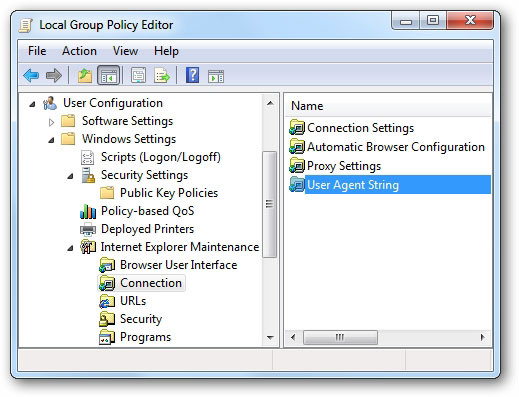 Local Group Policy Editor
File Action View Help
User Configuration
Software Settings
Windows Settings
Scripts (Logon/Logoff)
Security Settings
Public Key Policies
Policy-based QoS
Deployed Printers
Internet Explorer Maintenance
Browser User Interface
Connection
URLs
Security
Programs
Name
Connection Settings
Automatic Browser Configuration
Proxy Settings
User Agent String